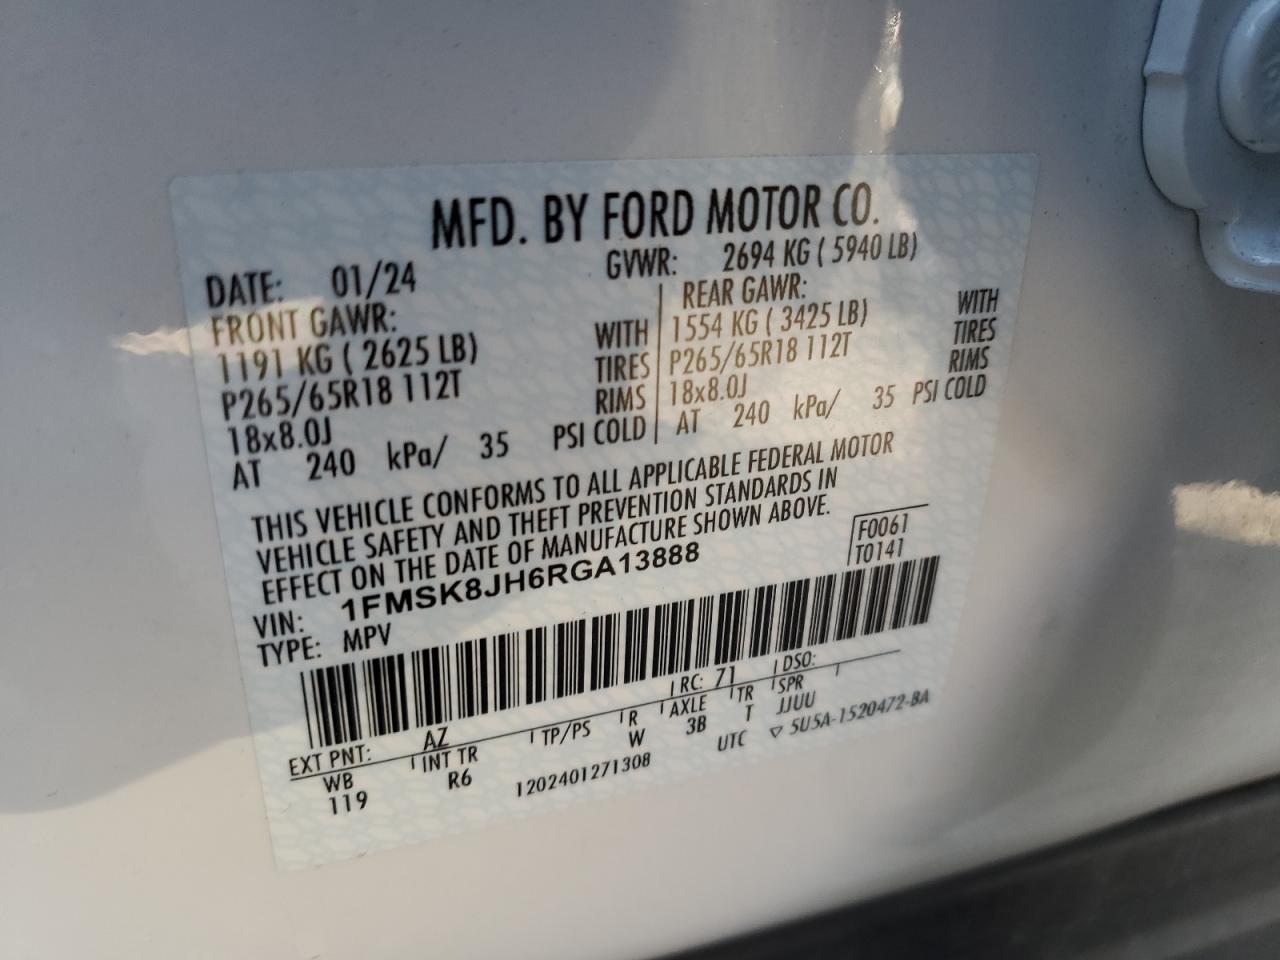 MFD. BY FORD MOTOR CO.
DATE: 01/24 GVWR: 2694 KG ( 5940 LB)
FRONT GAWR: REAR GAWR:
1191 KG ( 2625 LB) WITH 1554 KG ( 3425 LB) WITH
P265/65R18 112T TIRES P265/65R18 112T TIRES
18x8.0J RIMS 18x8.0J RIMS
AT 240 kPa/ 35 PSI COLD AT 240 kPa/ 35 PSI COLD
THIS VEHICLE CONFORMS TO ALL APPLICABLE FEDERAL MOTOR
VEHICLE SAFETY AND THEFT PREVENTION STANDARDS IN
EFFECT ON THE DATE OF MANUFACTURE SHOWN ABOVE.
VIN: 1FMSK8JH6RGA13888 F0061
TYPE: MPV T0141
EXT PNT: AZ RC: 71 DSO:
WB INT TR TP/PS R AXLE TR SPR
119 R6 W 3B T JJUU
1202401271308 UTC ▽ 5U5A-1520472-BA